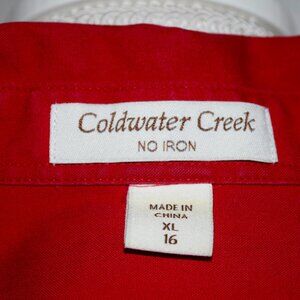 Coldwater Creek
NO IRON
MADE IN
CHINA
XL
16